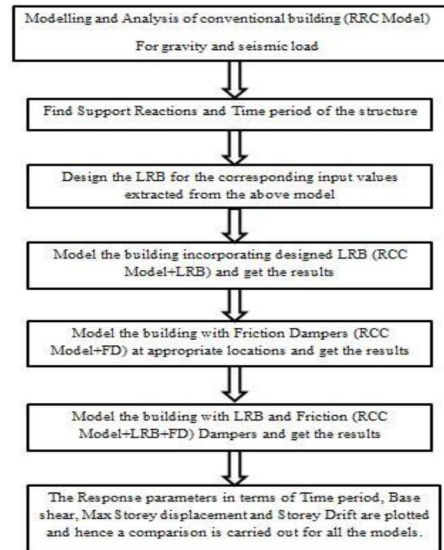 Modelling and Analysis of conventional building (RRC Model)
For gravity and seismic load
Find Support Reactions and Time period of the structure
Design the LRB for the corresponding input values
extracted from the above model
Model the building incorporating designed LRB (RCC
Model+LRB) and get the results
Model the building with Friction Dampers (RCC
Model+FD) at appropriate locations and get the results
Model the building with LRB and Friction (RCC
Model+LRB+FD) Dampers and get the results
The Response parameters in terms of Time period, Base
shear, Max Storey displacement and Storey Drift are plotted
and hence a comparison is carried out for all the models.